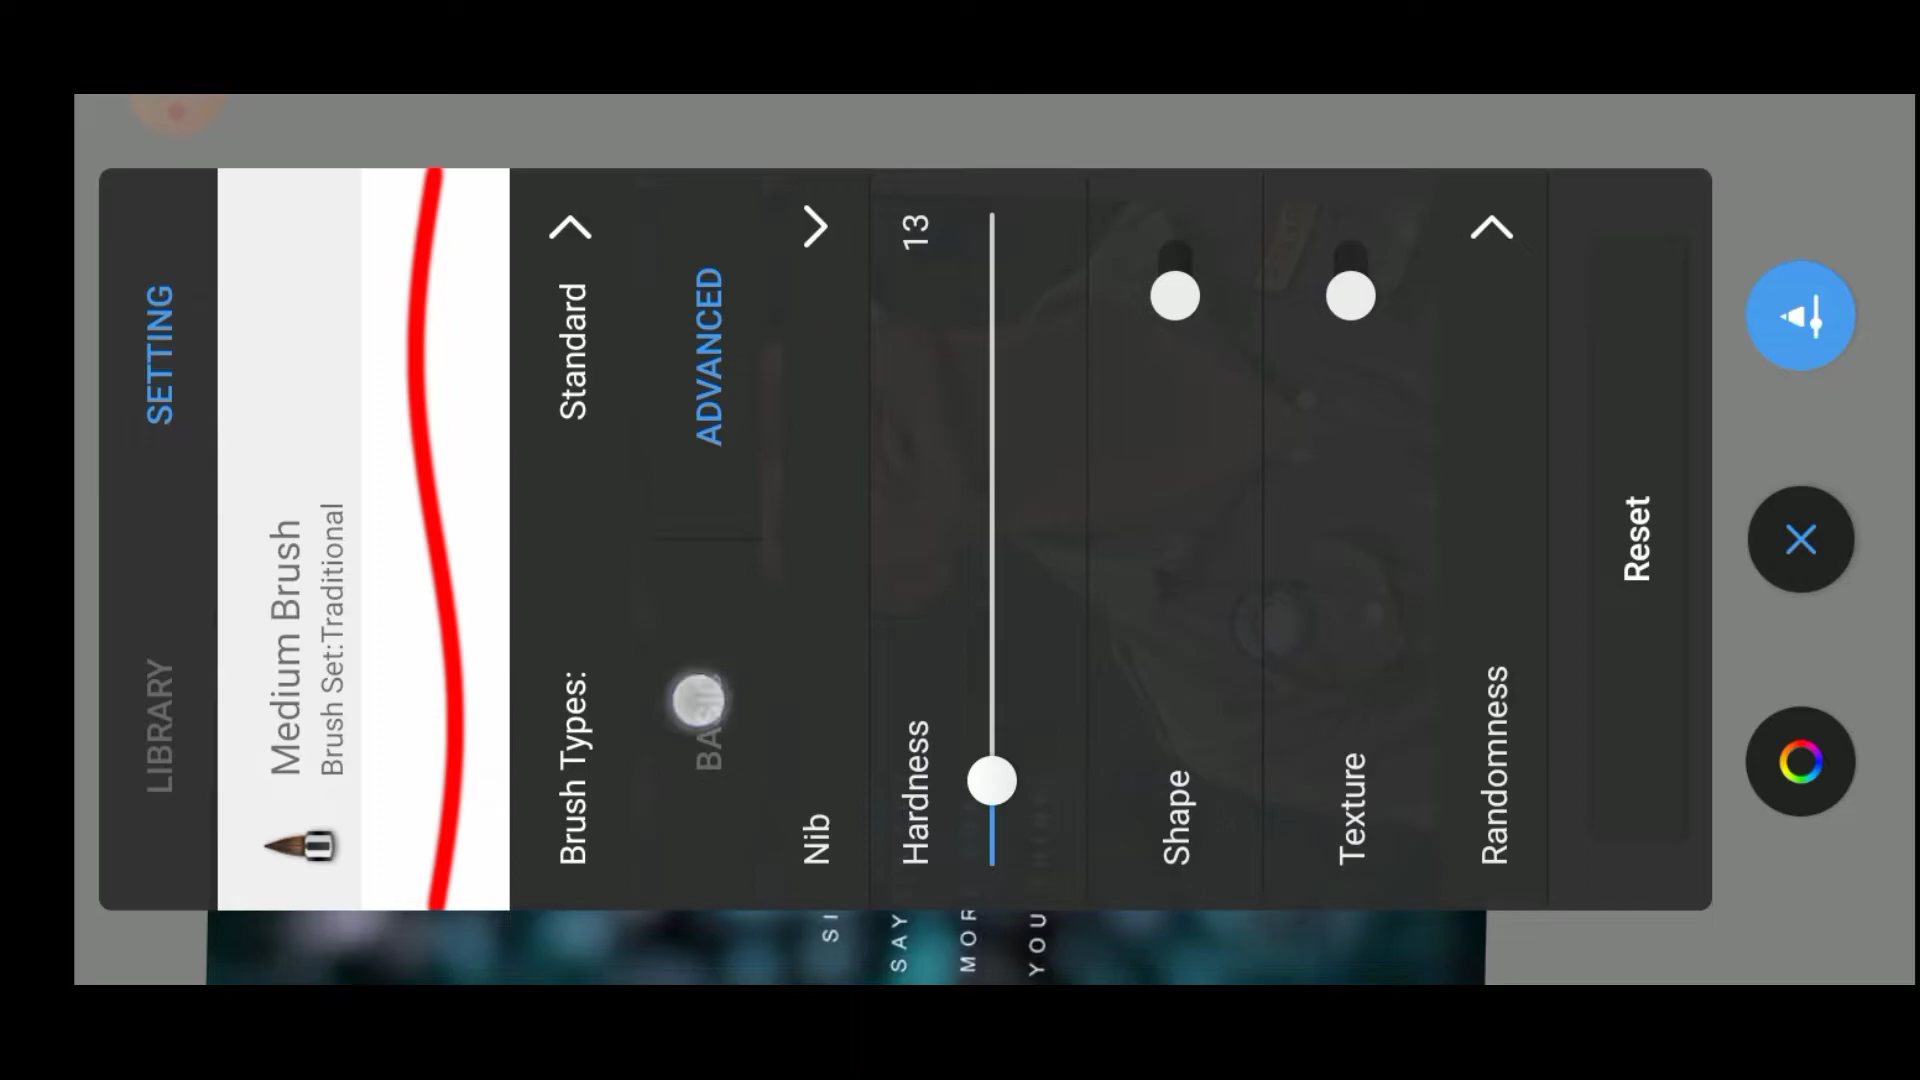 LIBRARY SETTING
Medium Brush
Brush Set:Traditional
Brush Types: Standard
BASIC ADVANCED
Nib
Hardness 13
Shape
Texture
Randomness
Reset
SI
SAY
MOR
YOU